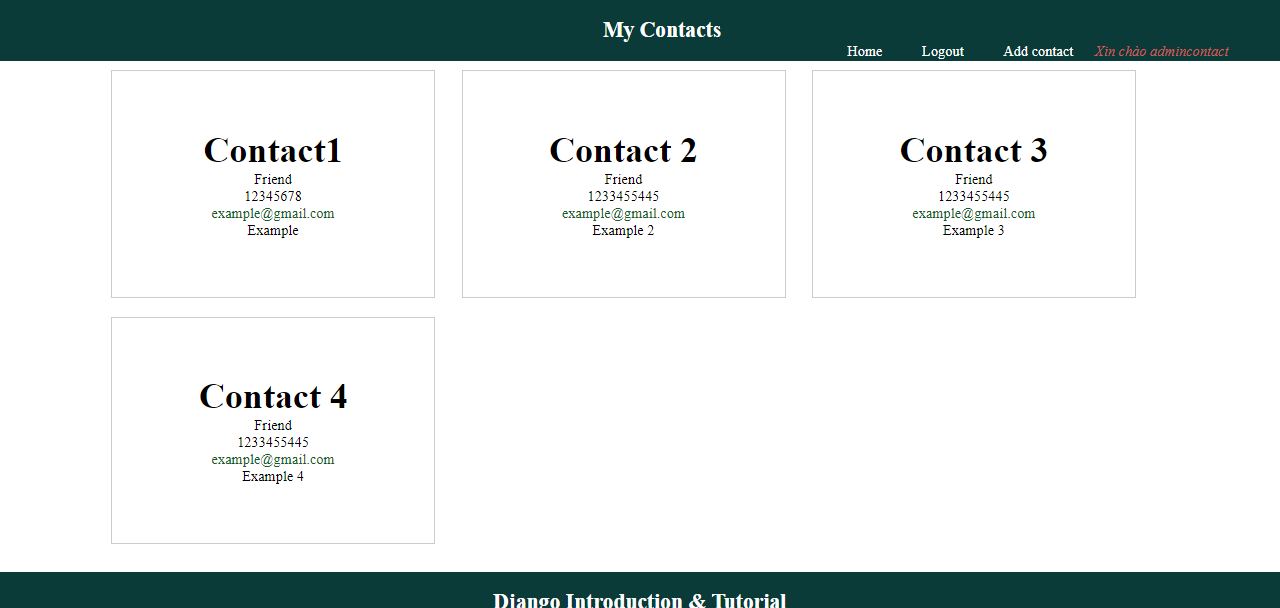 My Contacts
Home Logout Add contact Xin chào admincontact
Contact1
Friend
12345678
example@gmail.com
Example
Contact 2
Friend
1233455445
example@gmail.com
Example 2
Contact 3
Friend
1233455445
example@gmail.com
Example 3
Contact 4
Friend
1233455445
example@gmail.com
Example 4
Django Introduction & Tutorial